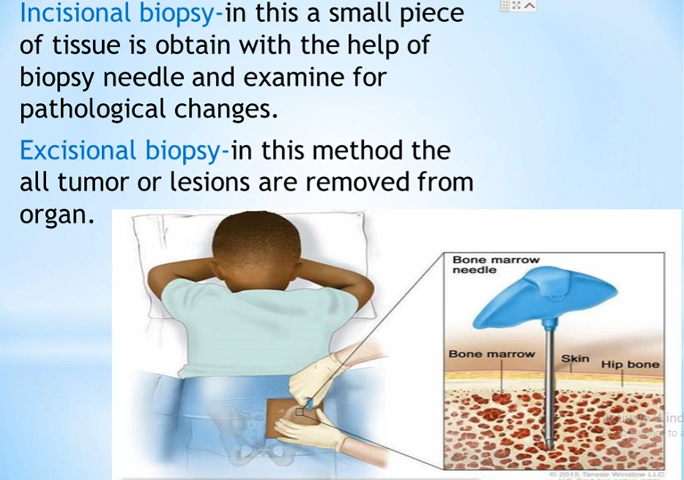 Incisional biopsy-in this a small piece
of tissue is obtain with the help of
biopsy needle and examine for
pathological changes.
Excisional biopsy-in this method the
all tumor or lesions are removed from
organ.
Bone marrow
needle
Bone marrow
Skin
Hip bone
© 2015 Terese Winslow LLC